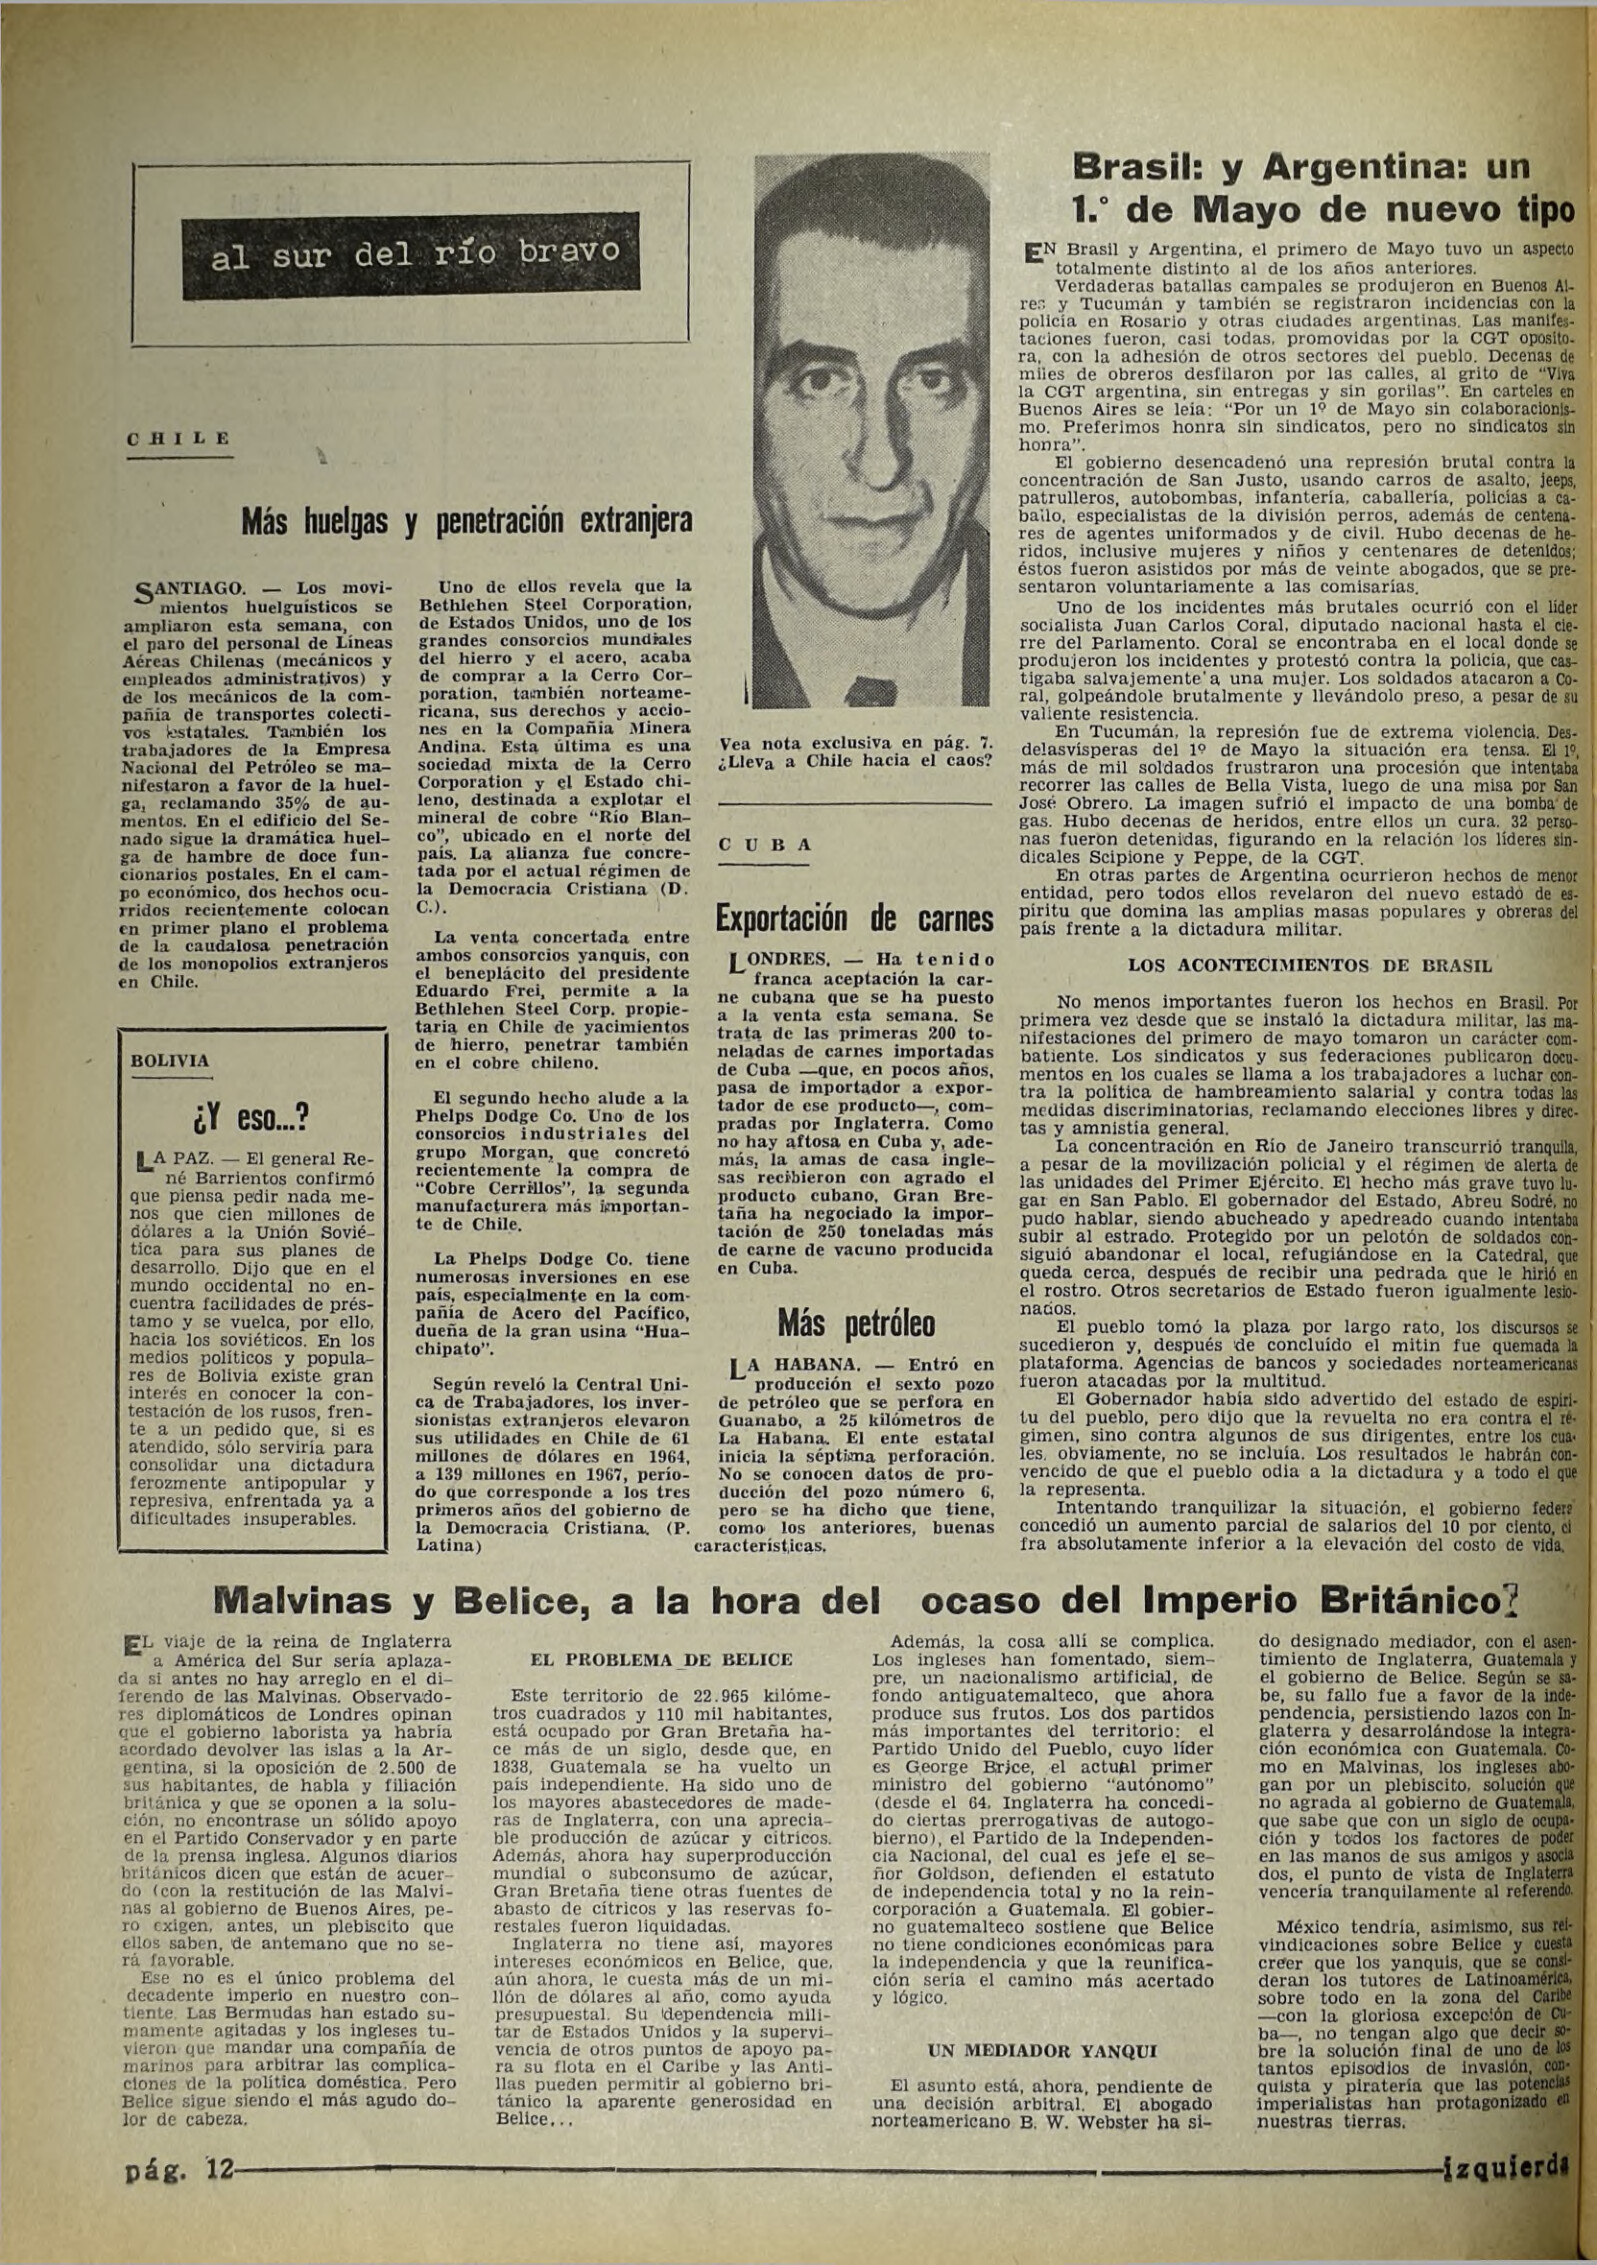 al sur del río bravo
CHILE
Más huelgas y penetración extranjera
SANTIAGO. — Los movi-
mientos huelguísticos se
ampliaron esta semana, con
el paro del personal de Líneas
Aéreas Chilenas (mecánicos y
empleados administrativos) y
de los mecánicos de la com-
pañía de transportes colecti-
vos estatales. También los
trabajadores de la Empresa
Nacional del Petróleo se ma-
nifestaron a favor de la huel-
ga, reclamando 35% de au-
mentos. En el edificio del Se-
nado sigue la dramática huel-
ga de hambre de doce fun-
cionarios postales. En el cam-
po económico, dos hechos ocu-
rridos recientemente colocan
en primer plano el problema
de la caudalosa penetración
de los monopolios extranjeros
en Chile.
Uno de ellos revela que la
Bethlehen Steel Corporation,
de Estados Unidos, uno de los
grandes consorcios mundiales
del hierro y el acero, acaba
de comprar a la Cerro Cor-
poration, también norteame-
ricana, sus derechos y accio-
nes en la Compañía Minera
Andina. Esta última es una
sociedad mixta de la Cerro
Corporation y el Estado chi-
leno, destinada a explotar el
mineral de cobre "Río Blan-
co", ubicado en el norte del
país. La alianza fue concre-
tada por el actual régimen de
la Democracia Cristiana (D.
C.).
La venta concertada entre
ambos consorcios yanquis, con
el beneplácito del presidente
Eduardo Frei, permite a la
Bethlehen Steel Corp. propie-
taria en Chile de yacimientos
de hierro, penetrar también
en el cobre chileno.
El segundo hecho alude a la
Phelps Dodge Co. Uno de los
consorcios industriales del
grupo Morgan, que concretó
recientemente la compra de
"Cobre Cerrillos", la segunda
manufacturera más importan-
te de Chile.
La Phelps Dodge Co. tiene
numerosas inversiones en ese
país, especialmente en la com-
pañía de Acero del Pacífico,
dueña de la gran usina "Hua-
chipato".
Según reveló la Central Uni-
ca de Trabajadores, los inver-
sionistas extranjeros elevaron
sus utilidades en Chile de 61
millones de dólares en 1964,
a 139 millones en 1967, perío-
do que corresponde a los tres
primeros años del gobierno de
la Democracia Cristiana. (P.
Latina)
BOLIVIA
¿Y eso...?
LA PAZ. — El general Re-
né Barrientos confirmó
que piensa pedir nada me-
nos que cien millones de
dólares a la Unión Sovié-
tica para sus planes de
desarrollo. Dijo que en el
mundo occidental no en-
cuentra facilidades de prés-
tamo y se vuelca, por ello,
hacia los soviéticos. En los
medios políticos y popula-
res de Bolivia existe gran
interés en conocer la con-
testación de los rusos, fren-
te a un pedido que, si es
atendido, sólo serviría para
consolidar una dictadura
ferozmente antipopular y
represiva, enfrentada ya a
dificultades insuperables.
Vea nota exclusiva en pág. 7.
¿Lleva a Chile hacia el caos?
CUBA
Exportación de carnes
LONDRES. — Ha tenido
franca aceptación la car-
ne cubana que se ha puesto
a la venta esta semana. Se
trata de las primeras 200 to-
neladas de carnes importadas
de Cuba —que, en pocos años,
pasa de importador a expor-
tador de ese producto—, com-
pradas por Inglaterra. Como
no hay aftosa en Cuba y, ade-
más, la amas de casa ingle-
sas recibieron con agrado el
producto cubano, Gran Bre-
taña ha negociado la impor-
tación de 250 toneladas más
de carne de vacuno producida
en Cuba.
Más petróleo
LA HABANA. — Entró en
producción el sexto pozo
de petróleo que se perfora en
Guanabo, a 25 kilómetros de
La Habana. El ente estatal
inicia la séptima perforación.
No se conocen datos de pro-
ducción del pozo número 6,
pero se ha dicho que tiene,
como los anteriores, buenas
características.
Brasil: y Argentina: un
1.º de Mayo de nuevo tipo
EN Brasil y Argentina, el primero de Mayo tuvo un aspecto
totalmente distinto al de los años anteriores.
Verdaderas batallas campales se produjeron en Buenos Ai-
res y Tucumán y también se registraron incidencias con la
policía en Rosario y otras ciudades argentinas. Las manifes-
taciones fueron, casi todas, promovidas por la CGT oposito-
ra, con la adhesión de otros sectores del pueblo. Decenas de
miles de obreros desfilaron por las calles, al grito de "Viva
la CGT argentina, sin entregas y sin gorilas". En carteles en
Buenos Aires se leía: "Por un 1º de Mayo sin colaboracionis-
mo. Preferimos honra sin sindicatos, pero no sindicatos sin
honra".
El gobierno desencadenó una represión brutal contra la
concentración de San Justo, usando carros de asalto, jeeps,
patrulleros, autobombas, infantería, caballería, policías a ca-
ballo, especialistas de la división perros, además de centena-
res de agentes uniformados y de civil. Hubo decenas de he-
ridos, inclusive mujeres y niños y centenares de detenidos;
éstos fueron asistidos por más de veinte abogados, que se pre-
sentaron voluntariamente a las comisarías.
Uno de los incidentes más brutales ocurrió con el líder
socialista Juan Carlos Coral, diputado nacional hasta el cie-
rre del Parlamento. Coral se encontraba en el local donde se
produjeron los incidentes y protestó contra la policía, que cas-
tigaba salvajemente a una mujer. Los soldados atacaron a Co-
ral, golpeándole brutalmente y llevándolo preso, a pesar de su
valiente resistencia.
En Tucumán, la represión fue de extrema violencia. Des-
delasvísperas del 1º de Mayo la situación era tensa. El 1º,
más de mil soldados frustraron una procesión que intentaba
recorrer las calles de Bella Vista, luego de una misa por San
José Obrero. La imagen sufrió el impacto de una bomba de
gas. Hubo decenas de heridos, entre ellos un cura. 32 perso-
nas fueron detenidas, figurando en la relación los líderes sin-
dicales Scipione y Peppe, de la CGT.
En otras partes de Argentina ocurrieron hechos de menor
entidad, pero todos ellos revelaron del nuevo estado de es-
píritu que domina las amplias masas populares y obreras del
país frente a la dictadura militar.
LOS ACONTECIMIENTOS DE BRASIL
No menos importantes fueron los hechos en Brasil. Por
primera vez desde que se instaló la dictadura militar, las ma-
nifestaciones del primero de mayo tomaron un carácter com-
batiente. Los sindicatos y sus federaciones publicaron docu-
mentos en los cuales se llama a los trabajadores a luchar con-
tra la política de hambreamiento salarial y contra todas las
medidas discriminatorias, reclamando elecciones libres y direc-
tas y amnistía general.
La concentración en Río de Janeiro transcurrió tranquila,
a pesar de la movilización policial y el régimen de alerta de
las unidades del Primer Ejército. El hecho más grave tuvo lu-
gar en San Pablo. El gobernador del Estado, Abreu Sodré, no
pudo hablar, siendo abucheado y apedreado cuando intentaba
subir al estrado. Protegido por un pelotón de soldados con-
siguió abandonar el local, refugiándose en la Catedral, que
queda cerca, después de recibir una pedrada que le hirió en
el rostro. Otros secretarios de Estado fueron igualmente lesio-
nados.
El pueblo tomó la plaza por largo rato, los discursos se
sucedieron y, después de concluído el mitin fue quemada la
plataforma. Agencias de bancos y sociedades norteamericanas
fueron atacadas por la multitud.
El Gobernador había sido advertido del estado de espíri-
tu del pueblo, pero dijo que la revuelta no era contra el ré-
gimen, sino contra algunos de sus dirigentes, entre los cua-
les, obviamente, no se incluía. Los resultados le habrán con-
vencido de que el pueblo odia a la dictadura y a todo el que
la representa.
Intentando tranquilizar la situación, el gobierno federa
concedió un aumento parcial de salarios del 10 por ciento, ci
fra absolutamente inferior a la elevación del costo de vida.
Malvinas y Belice, a la hora del ocaso del Imperio Británico?
EL viaje de la reina de Inglaterra
a América del Sur sería aplaza-
da si antes no hay arreglo en el di-
ferendo de las Malvinas. Observado-
res diplomáticos de Londres opinan
que el gobierno laborista ya habría
acordado devolver las islas a la Ar-
gentina, si la oposición de 2.500 de
sus habitantes, de habla y filiación
británica y que se oponen a la solu-
ción, no encontrase un sólido apoyo
en el Partido Conservador y en parte
de la prensa inglesa. Algunos diarios
británicos dicen que están de acuer-
do (con la restitución de las Malvi-
nas al gobierno de Buenos Aires, pe-
ro exigen, antes, un plebiscito que
ellos saben, de antemano que no se-
rá favorable.
Ese no es el único problema del
decadente imperio en nuestro con-
tiente. Las Bermudas han estado su-
mamente agitadas y los ingleses tu-
vieron que mandar una compañía de
marinos para arbitrar las complica-
ciones de la política doméstica. Pero
Belice sigue siendo el más agudo do-
lor de cabeza.
EL PROBLEMA DE BELICE
Este territorio de 22.965 kilóme-
tros cuadrados y 110 mil habitantes,
está ocupado por Gran Bretaña ha-
ce más de un siglo, desde que, en
1838, Guatemala se ha vuelto un
país independiente. Ha sido uno de
los mayores abastecedores de made-
ras de Inglaterra, con una aprecia-
ble producción de azúcar y cítricos.
Además, ahora hay superproducción
mundial o subconsumo de azúcar,
Gran Bretaña tiene otras fuentes de
abasto de cítricos y las reservas fo-
restales fueron liquidadas.
Inglaterra no tiene así, mayores
intereses económicos en Belice, que,
aún ahora, le cuesta más de un mi-
llón de dólares al año, como ayuda
presupuestal. Su dependencia mili-
tar de Estados Unidos y la supervi-
vencia de otros puntos de apoyo pa-
ra su flota en el Caribe y las Anti-
llas pueden permitir al gobierno bri-
tánico la aparente generosidad en
Belice...
Además, la cosa allí se complica.
Los ingleses han fomentado, siem-
pre, un nacionalismo artificial, de
fondo antiguatemalteco, que ahora
produce sus frutos. Los dos partidos
más importantes del territorio: el
Partido Unido del Pueblo, cuyo líder
es George Brice, el actual primer
ministro del gobierno "autónomo"
(desde el 64, Inglaterra ha concedi-
do ciertas prerrogativas de autogo-
bierno), el Partido de la Independen-
cia Nacional, del cual es jefe el se-
ñor Goldson, defienden el estatuto
de independencia total y no la rein-
corporación a Guatemala. El gobier-
no guatemalteco sostiene que Belice
no tiene condiciones económicas para
la independencia y que la reunifica-
ción sería el camino más acertado
y lógico.
UN MEDIADOR YANQUI
El asunto está, ahora, pendiente de
una decisión arbitral. El abogado
norteamericano B. W. Webster ha si-
do designado mediador, con el asen-
timiento de Inglaterra, Guatemala y
el gobierno de Belice. Según se sa-
be, su fallo fue a favor de la inde-
pendencia, persistiendo lazos con In-
glaterra y desarrolándose la integra-
ción económica con Guatemala. Co-
mo en Malvinas, los ingleses abo-
gan por un plebiscito, solución que
no agrada al gobierno de Guatemala,
que sabe que con un siglo de ocupa-
ción y todos los factores de poder
en las manos de sus amigos y asocia
dos, el punto de vista de Inglaterra
vencería tranquilamente al referendo.
México tendría, asimismo, sus rei-
vindicaciones sobre Belice y cuesta
creer que los yanquis, que se consi-
deran los tutores de Latinoamérica,
sobre todo en la zona del Caribe
—con la gloriosa excepción de Cu-
ba—, no tengan algo que decir so-
bre la solución final de uno de los
tantos episodios de invasión, con-
quista y piratería que las potencias
imperialistas han protagonizado en
nuestras tierras.
pág. 12
izquierda